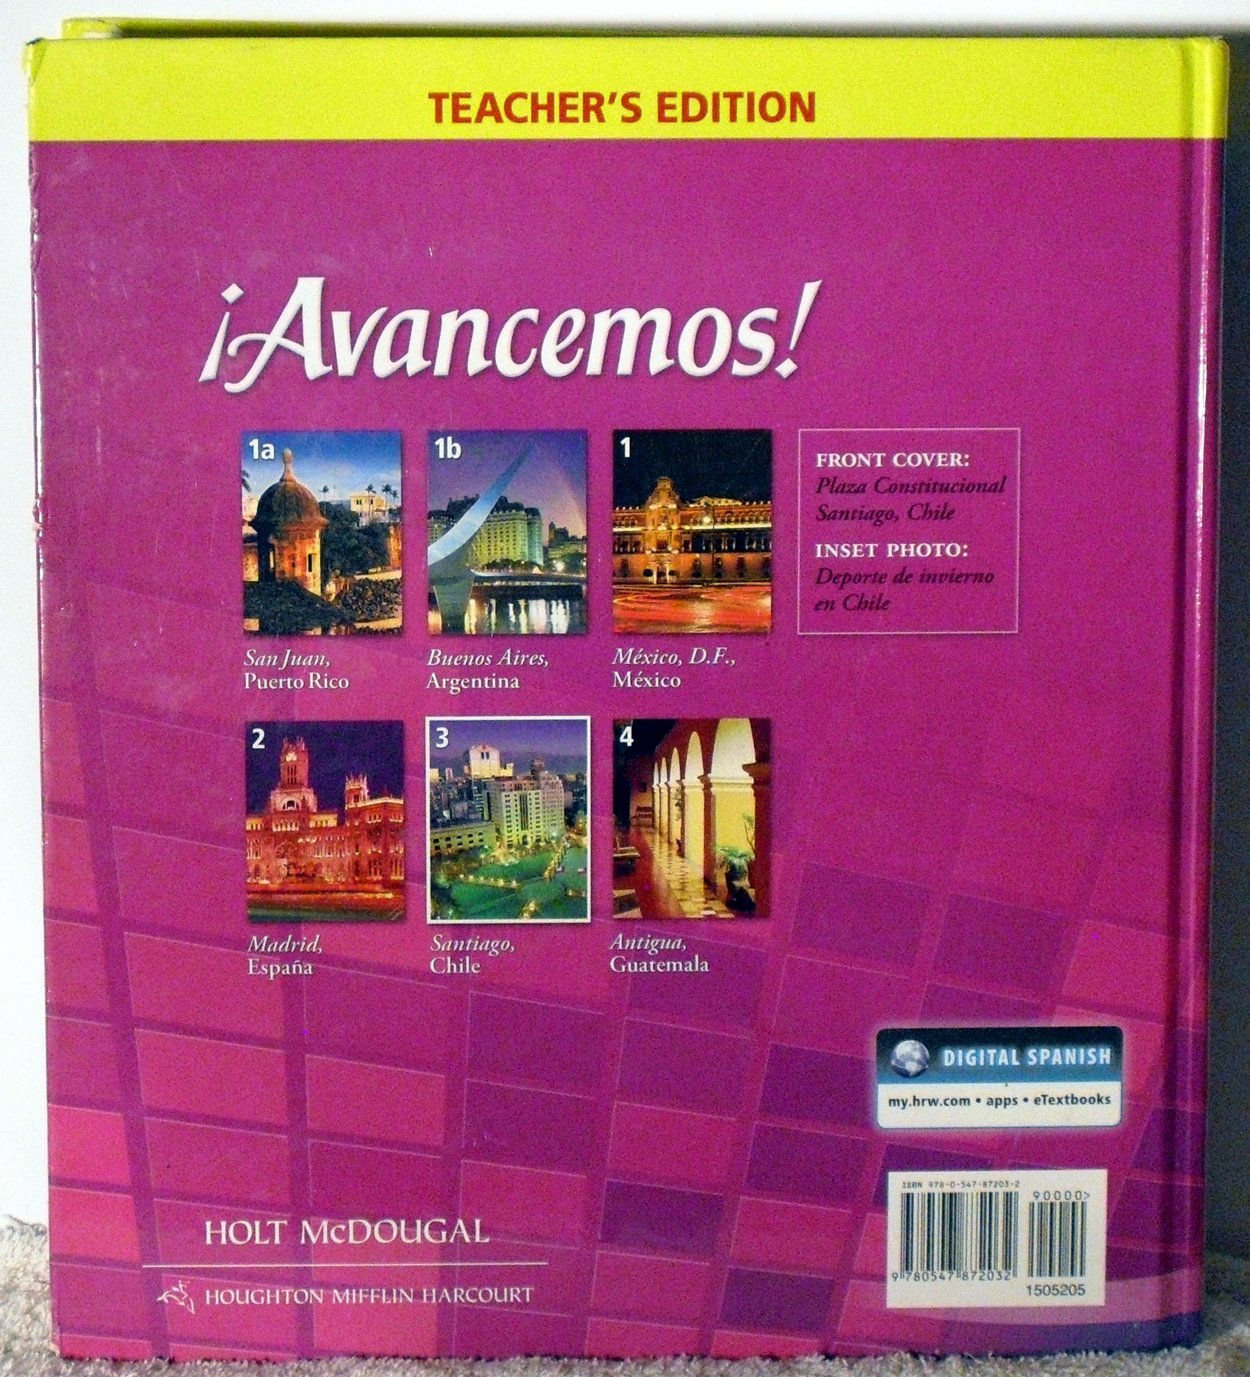 TEACHER'S EDITION
¡Avancemos!
1a
1b
1
San Juan,
Puerto Rico
Buenos Aires,
Argentina
México, D.F.,
México
FRONT COVER:
Plaza Constitucional
Santiago, Chile
INSET PHOTO:
Deporte de invierno
en Chile
2
3
4
Madrid,
España
Santiago,
Chile
Antigua,
Guatemala
DIGITAL SPANISH
my.hrw.com • apps • eTextbooks
ISBN 978-0-547-87203-2
90000>
9 780547 872032
1505205
HOLT McDOUGAL
HOUGHTON MIFFLIN HARCOURT